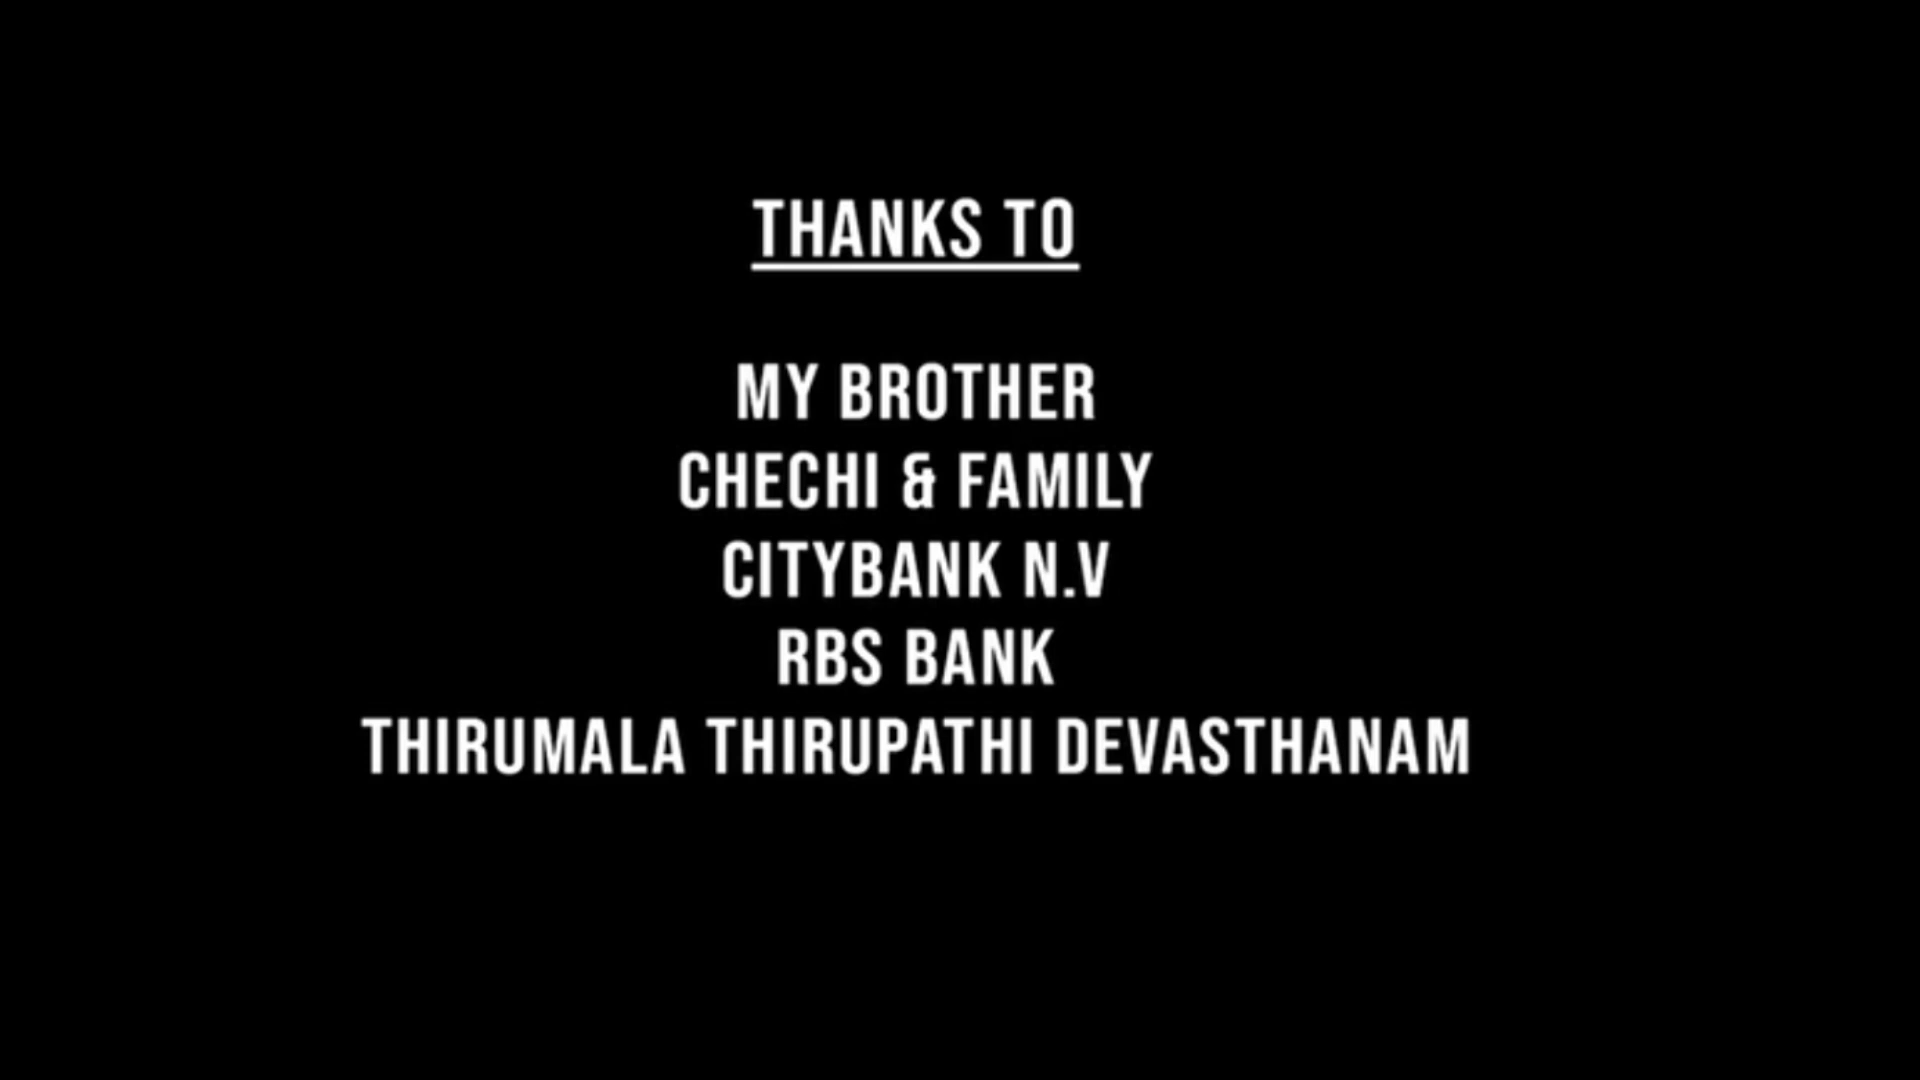 THANKS TO
MY BROTHER
CHECHI & FAMILY
CITYBANK N.V
RBS BANK
THIRUMALA THIRUPATHI DEVASTHANAM